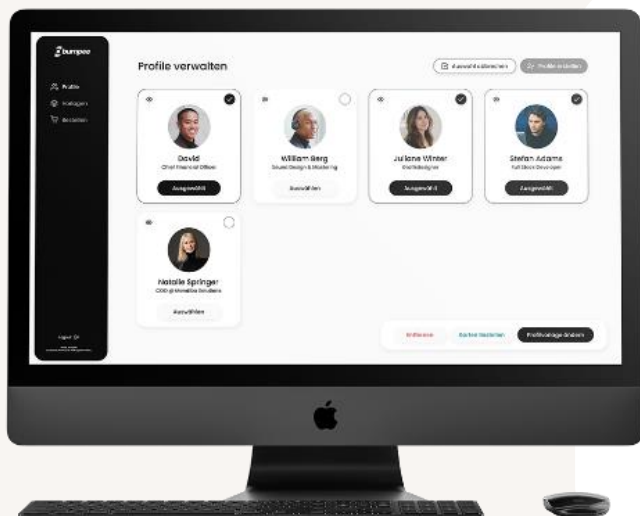 bumpee
Profile verwalten
Auswahl abbrechen
Profile erstellen
Profile
Vorlagen
Bestellen
David
Chief Financial Officer
Ausgewählt
William Berg
Sound Design & Mastering
Auswählen
Juliane Winter
Grafikdesigner
Ausgewählt
Stefan Adams
Full Stack Developer
Ausgewählt
Natalie Springer
Auswählen
Entfernen
Karten bestellen
Profilvorlage ändern
Logout